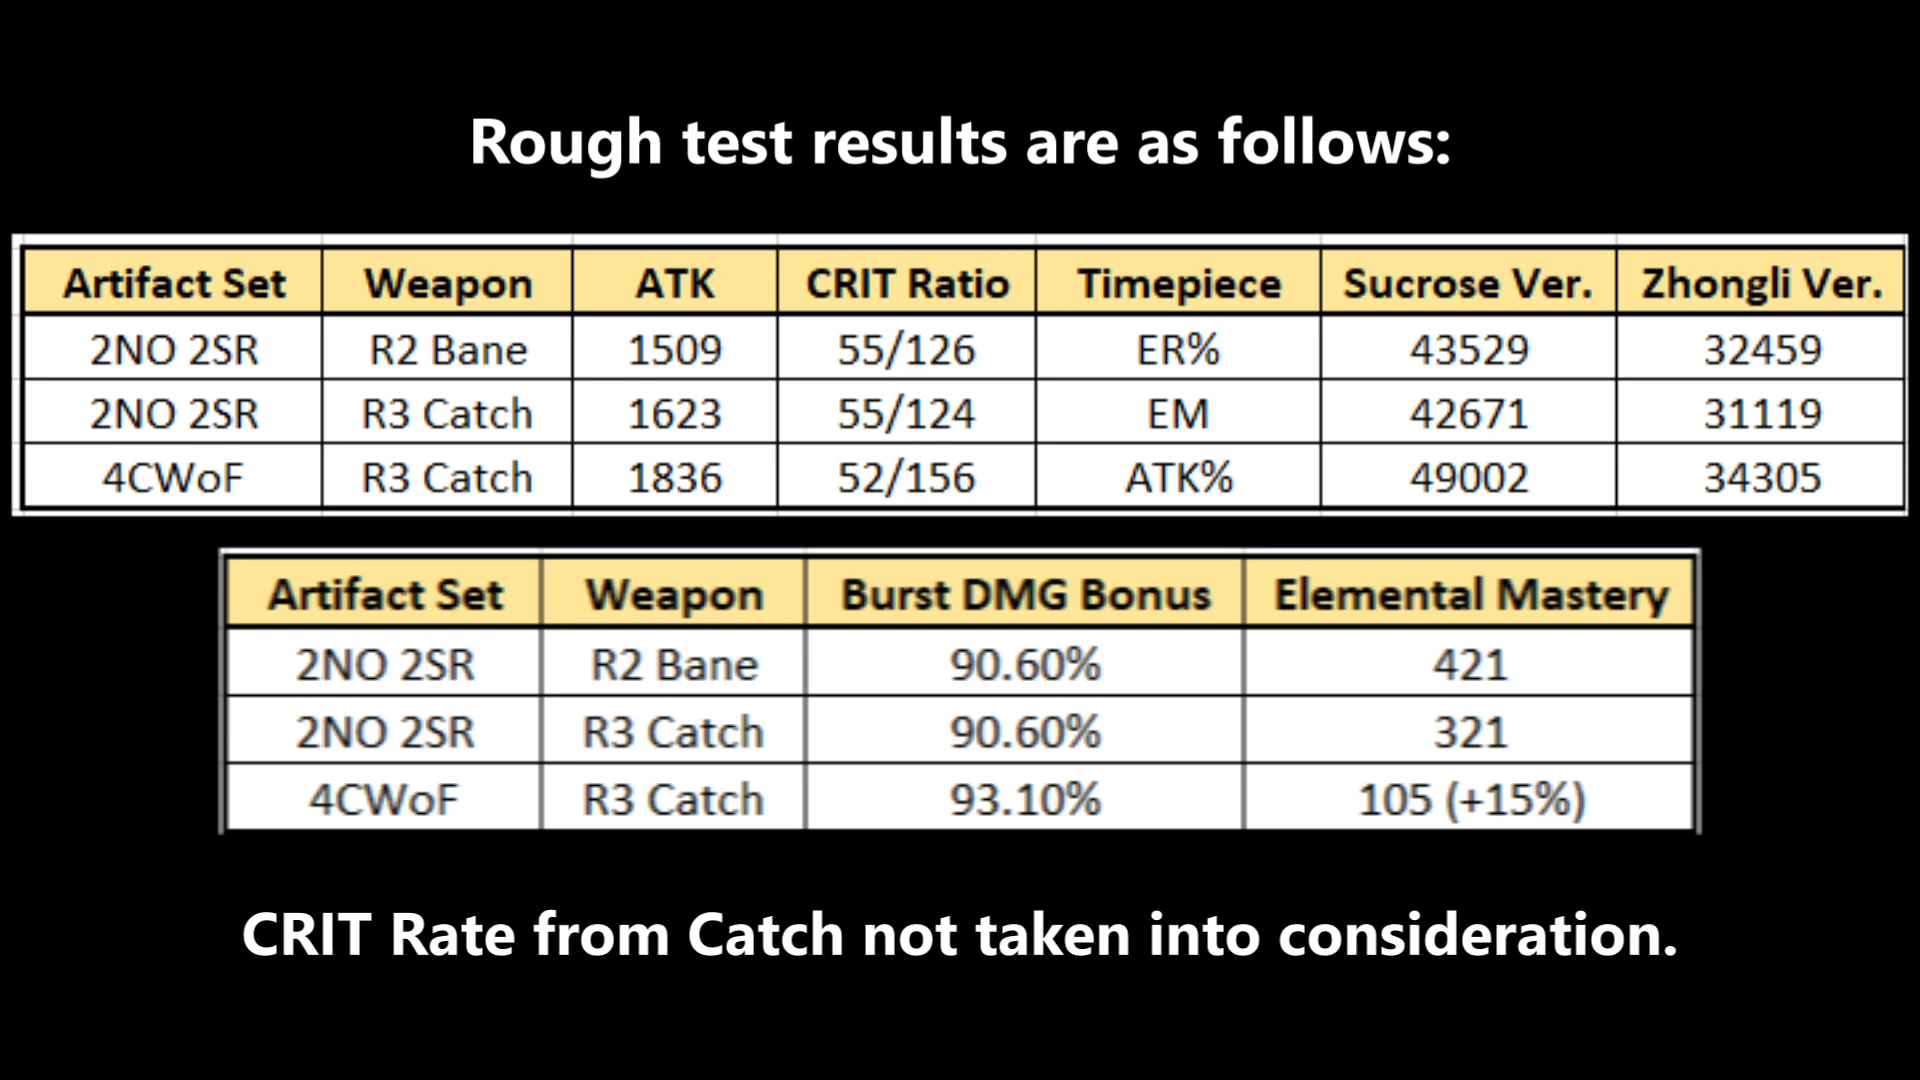 Rough test results are as follows:
Artifact Set Weapon ATK CRIT Ratio Timepiece Sucrose Ver. Zhongli Ver.
2NO 2SR R2 Bane 1509 55/126 ER% 43529 32459
2NO 2SR R3 Catch 1623 55/124 EM 42671 31119
4CWoF R3 Catch 1836 52/156 ATK% 49002 34305
Artifact Set Weapon Burst DMG Bonus Elemental Mastery
2NO 2SR R2 Bane 90.60% 421
2NO 2SR R3 Catch 90.60% 321
4CWoF R3 Catch 93.10% 105 (+15%)
CRIT Rate from Catch not taken into consideration.